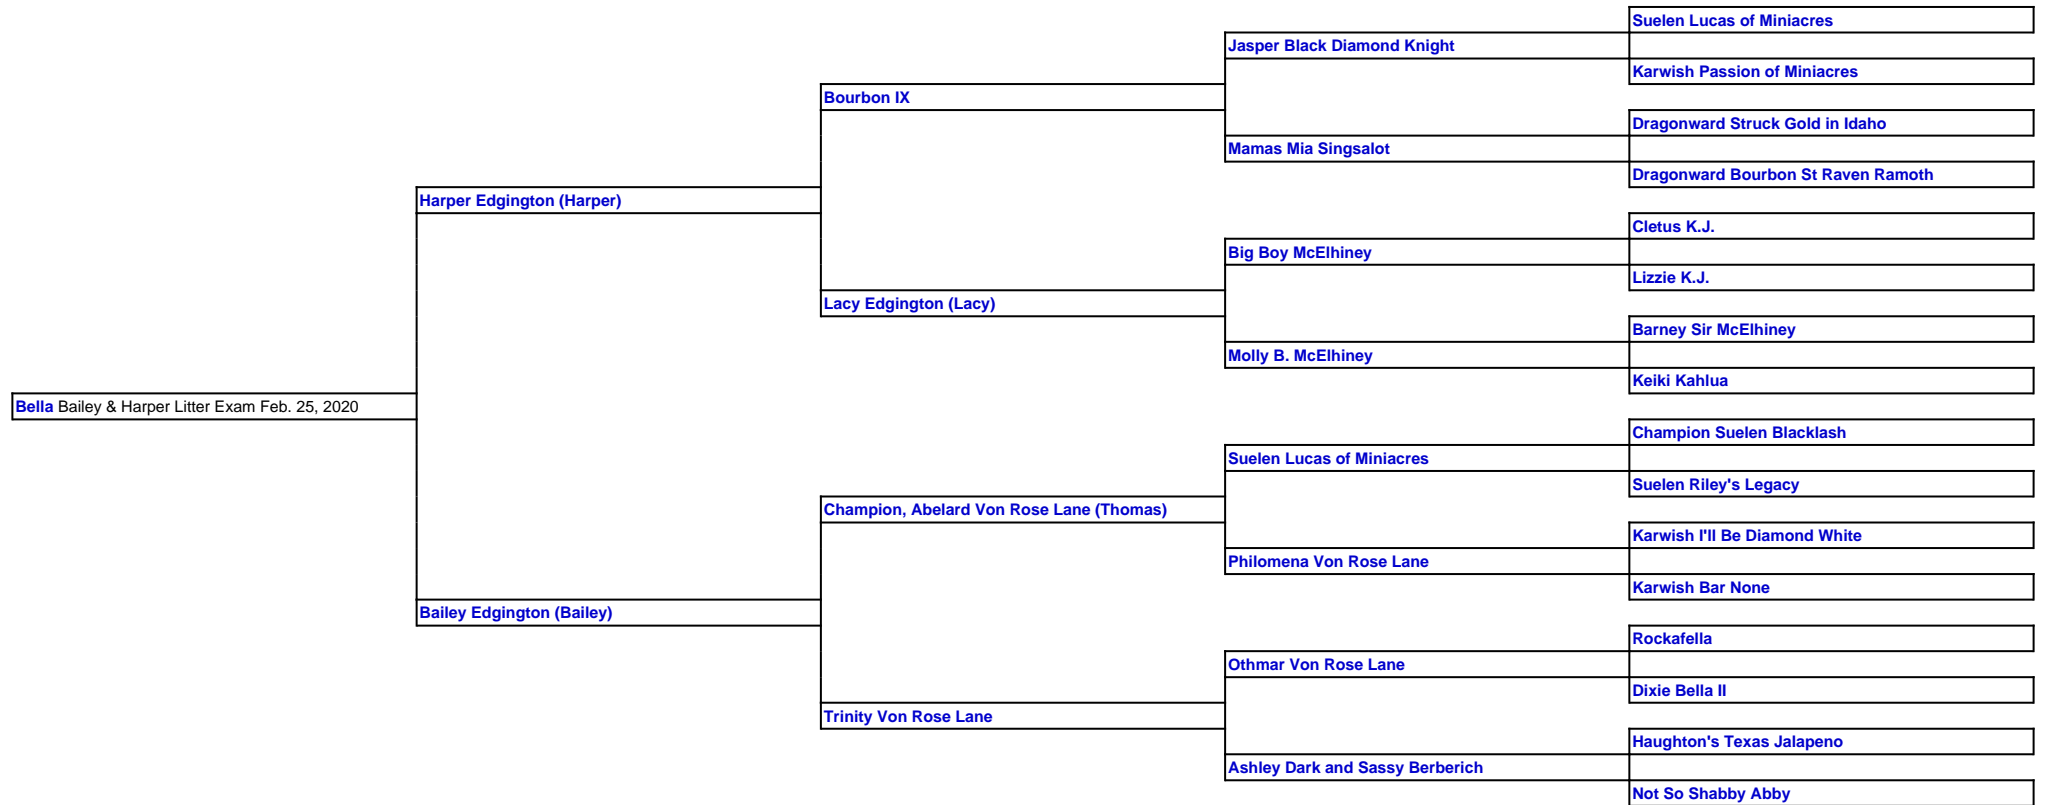 Suelen Lucas of Miniacres
Jasper Black Diamond Knight
Karwish Passion of Miniacres
Bourbon IX
Dragonward Struck Gold in Idaho
Mamas Mia Singsalot
Dragonward Bourbon St Raven Ramoth
Harper Edgington (Harper)
Cletus K.J.
Big Boy McElhiney
Lizzie K.J.
Lacy Edgington (Lacy)
Barney Sir McElhiney
Molly B. McElhiney
Keiki Kahlua
Bella Bailey & Harper Litter Exam Feb. 25, 2020
Champion Suelen Blacklash
Suelen Lucas of Miniacres
Suelen Riley's Legacy
Champion, Abelard Von Rose Lane (Thomas)
Karwish I'll Be Diamond White
Philomena Von Rose Lane
Karwish Bar None
Bailey Edgington (Bailey)
Rockafella
Othmar Von Rose Lane
Dixie Bella II
Trinity Von Rose Lane
Haughton's Texas Jalapeno
Ashley Dark and Sassy Berberich
Not So Shabby Abby